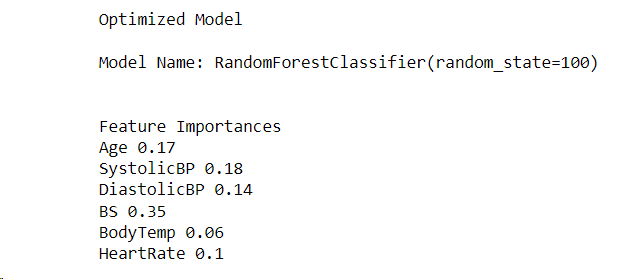 Optimized Model
Model Name: RandomForestClassifier(random_state=100)
Feature Importances
Age 0.17
SystolicBP 0.18
DiastolicBP 0.14
BS 0.35
BodyTemp 0.06
HeartRate 0.1